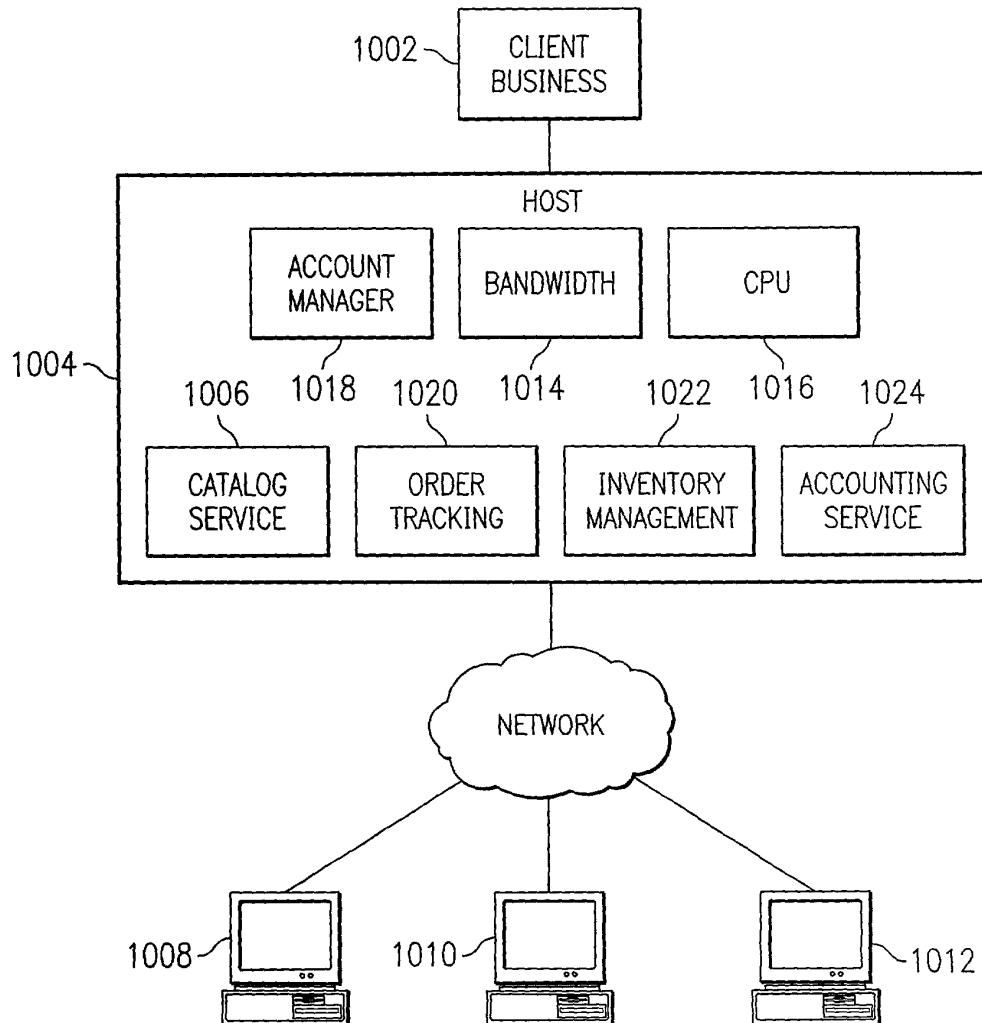 1002
CLIENT
BUSINESS
HOST
ACCOUNT
MANAGER
BANDWIDTH
CPU
1004
1018
1014
1016
1006
1020
1022
1024
CATALOG
SERVICE
ORDER
TRACKING
INVENTORY
MANAGEMENT
ACCOUNTING
SERVICE
NETWORK
1008
1010
1012